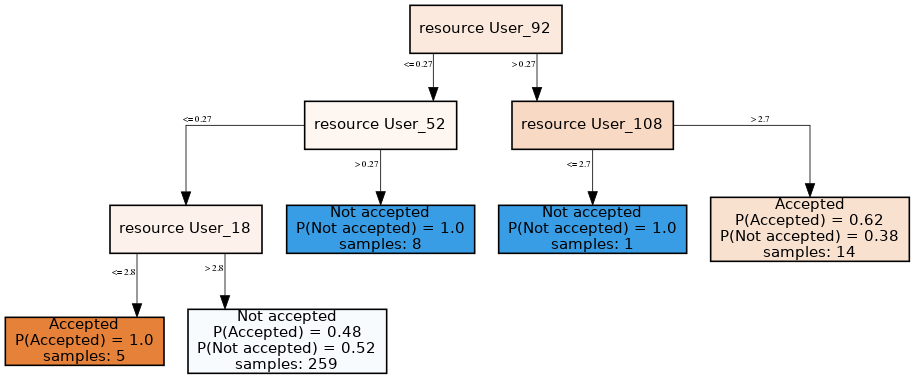 resource User_92
<=0.27
>0.27
resource User_52
resource User_108
<=0.27
>0.27
<=2.7
>2.7
resource User_18
Not accepted
P(Not accepted) = 1.0
samples: 8
Not accepted
P(Not accepted) = 1.0
samples: 1
Accepted
P(Accepted) = 0.62
P(Not accepted) = 0.38
samples: 14
<=2.8
>2.8
Accepted
P(Accepted) = 1.0
samples: 5
Not accepted
P(Accepted) = 0.48
P(Not accepted) = 0.52
samples: 259